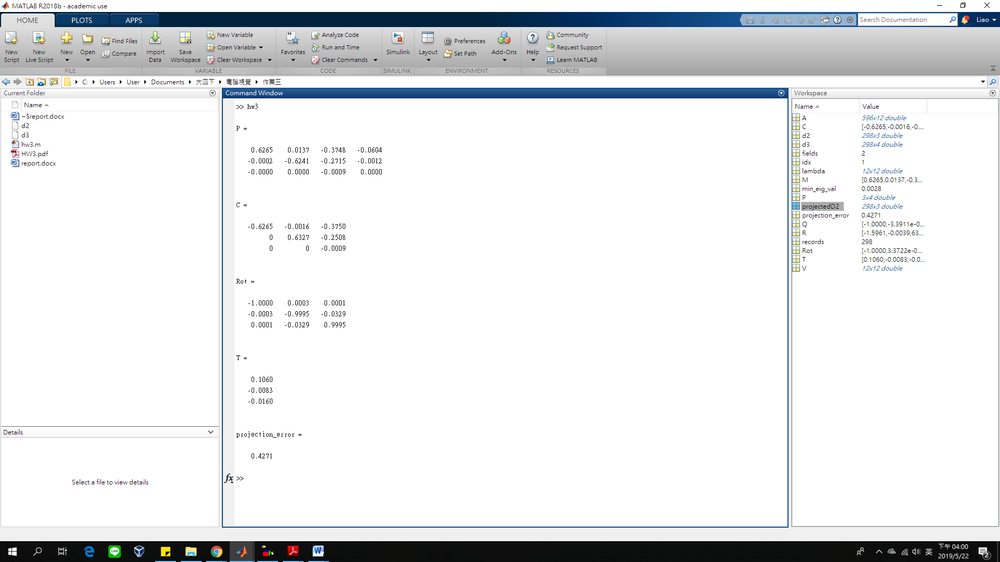 MATLAB R2018b - academic use
HOME PLOTS APPS
Search Documentation
Liao
New Script
New Live Script
New
Open
Find Files
Compare
FILE
Import Data
Save Workspace
New Variable
Open Variable
Clear Workspace
VARIABLE
Favorites
Analyze Code
Run and Time
Clear Commands
CODE
Simulink
SIMULINK
Layout
Preferences
Set Path
Add-Ons
ENVIRONMENT
Help
Community
Request Support
Learn MATLAB
RESOURCES
C: Users User Documents 大四下 電腦視覺 作業三
Current Folder
Name
~$report.docx
d2
d3
hw3.m
HW3.pdf
report.docx
Details
Select a file to view details
Command Window
>> hw3
P =
0.6265 0.0137 -0.3748 -0.0604
-0.0002 -0.6241 -0.2715 -0.0012
-0.0000 0.0000 -0.0009 0.0000
C =
-0.6265 -0.0016 -0.3750
0 0.6327 -0.2508
0 0 -0.0009
Rot =
-1.0000 0.0003 0.0001
-0.0003 -0.9995 -0.0329
0.0001 -0.0329 0.9995
T =
0.1060
-0.0083
-0.0160
projection_error =
0.4271
fx >>
Workspace
Name Value
A 596x12 double
C [-0.6265,-0.0016,-0....
d2 298x3 double
d3 298x4 double
fields 2
idx 1
lambda 12x12 double
M [0.6265,0.0137,-0.3...
min_eig_val 0.0028
P 3x4 double
projectedD2 298x3 double
projection_error 0.4271
Q [-1.0000,-3.3911e-0...
R [-1.5961,-0.0039,63...
records 298
Rot [-1.0000,3.3722e-0...
T [0.1060;-0.0083;-0.0...
V 12x12 double
LINE
英
下午 04:00
2019/5/22
2